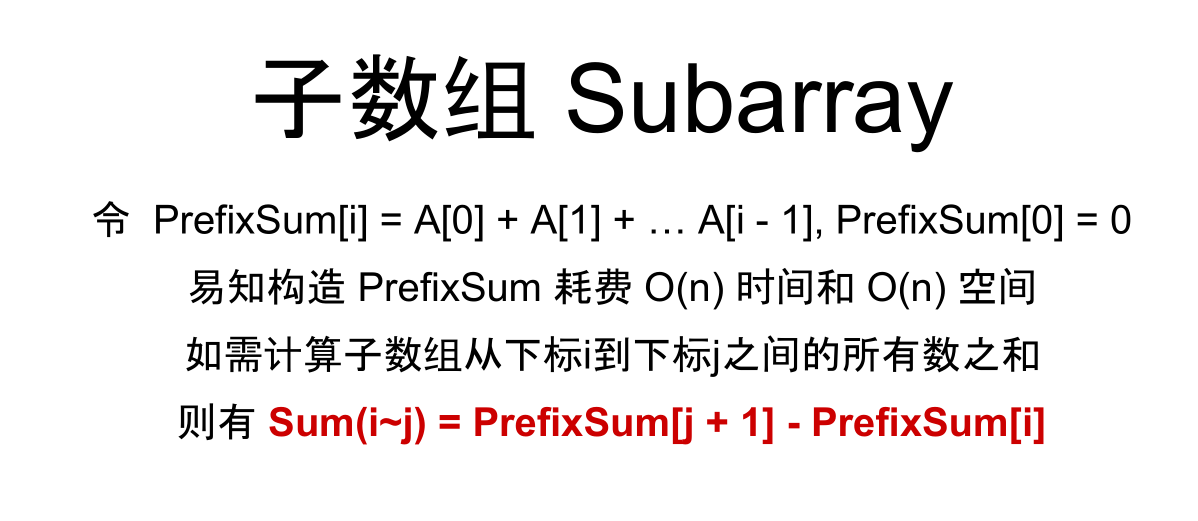 子数组 Subarray
令 PrefixSum[i] = A[0] + A[1] + … A[i - 1], PrefixSum[0] = 0
易知构造 PrefixSum 耗费 O(n) 时间和 O(n) 空间
如需计算子数组从下标i到下标j之间的所有数之和
则有 Sum(i~j) = PrefixSum[j + 1] - PrefixSum[i]